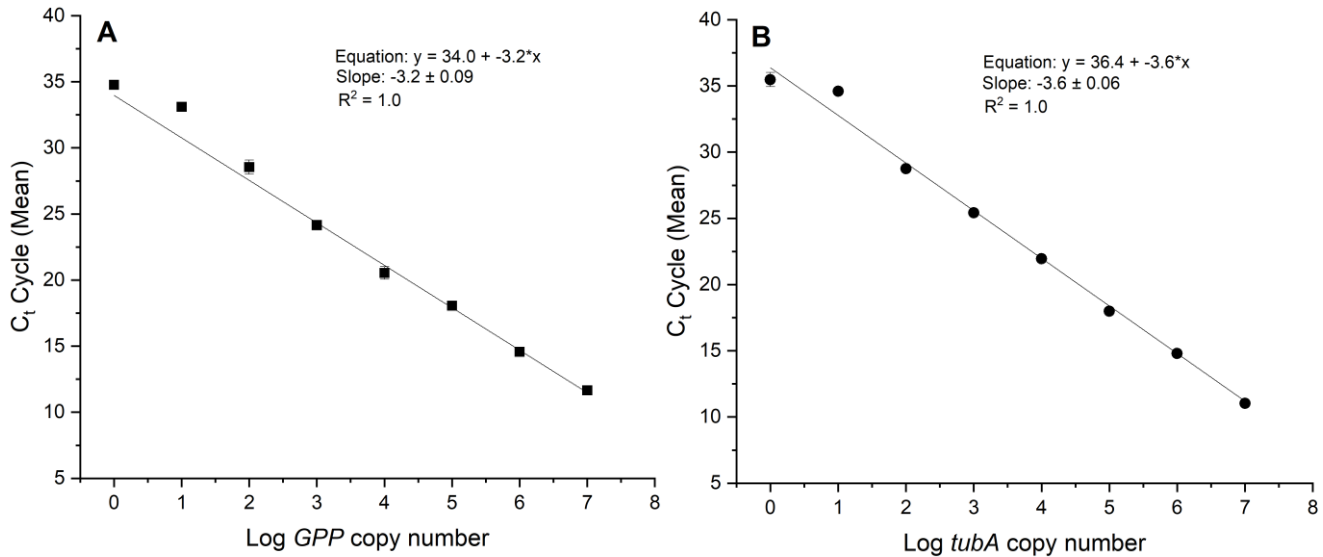 A
Equation: y = 34.0 + -3.2*x
Slope: -3.2 ± 0.09
R² = 1.0
40
35
30
25
20
15
10
5
Cₜ Cycle (Mean)
0 1 2 3 4 5 6 7 8
Log GPP copy number
B
Equation: y = 36.4 + -3.6*x
Slope: -3.6 ± 0.06
R² = 1.0
40
35
30
25
20
15
10
5
Cₜ Cycle (Mean)
0 1 2 3 4 5 6 7 8
Log tubA copy number